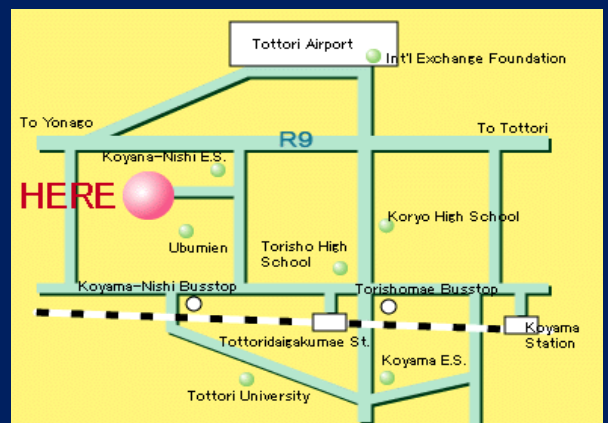 Tottori Airport
Int'l Exchange Foundation
To Yonago
To Tottori
R9
Koyana-Nishi E.S.
HERE
Koryo High School
Ubumien
Torisho High
School
Koyama-Nishi Busstop
Torishomae Busstop
Koyama
Station
Tottoridaigakumae St.
Koyama E.S.
Tottori University